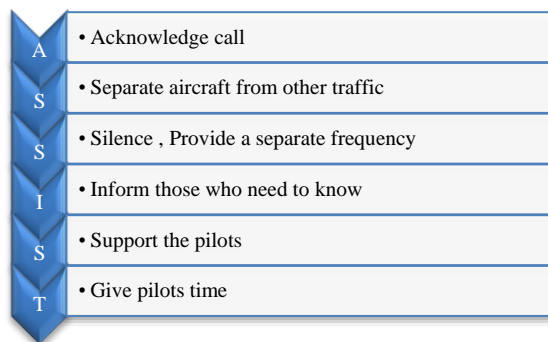 A • Acknowledge call
S • Separate aircraft from other traffic
S • Silence , Provide a separate frequency
I • Inform those who need to know
S • Support the pilots
T • Give pilots time